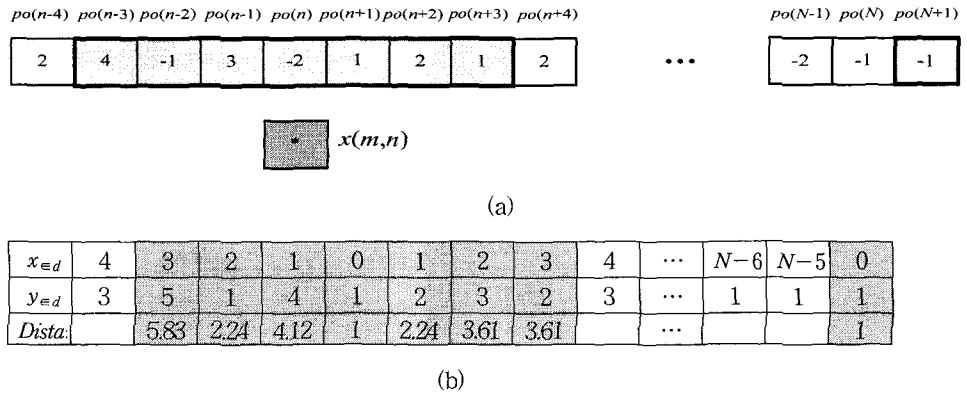 po(n-4) po(n-3) po(n-2) po(n-1) po(n) po(n+1) po(n+2) po(n+3) po(n+4) po(N-1) po(N) po(N+1)
2 4 -1 3 -2 1 2 1 2 ... -2 -1 -1
x(m,n)
(a)
x∈d 4 3 2 1 0 1 2 3 4 ... N-6 N-5 0
y∈d 3 5 1 4 1 2 3 2 3 ... 1 1 1
Dista: 5.83 2.24 4.12 1 2.24 3.61 3.61 ... 1
(b)